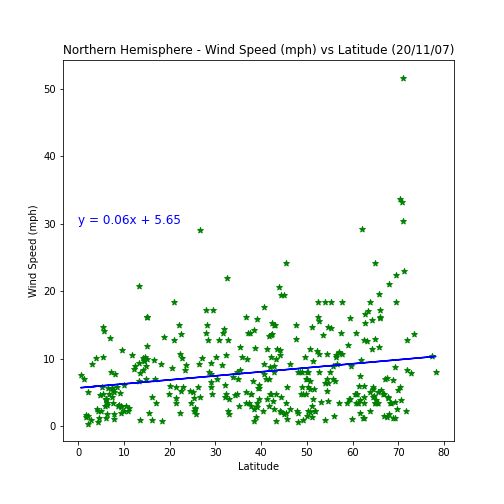 Northern Hemisphere - Wind Speed (mph) vs Latitude (20/11/07)
50
40
30
20
10
0
Wind Speed (mph)
y = 0.06x + 5.65
0 10 20 30 40 50 60 70 80
Latitude